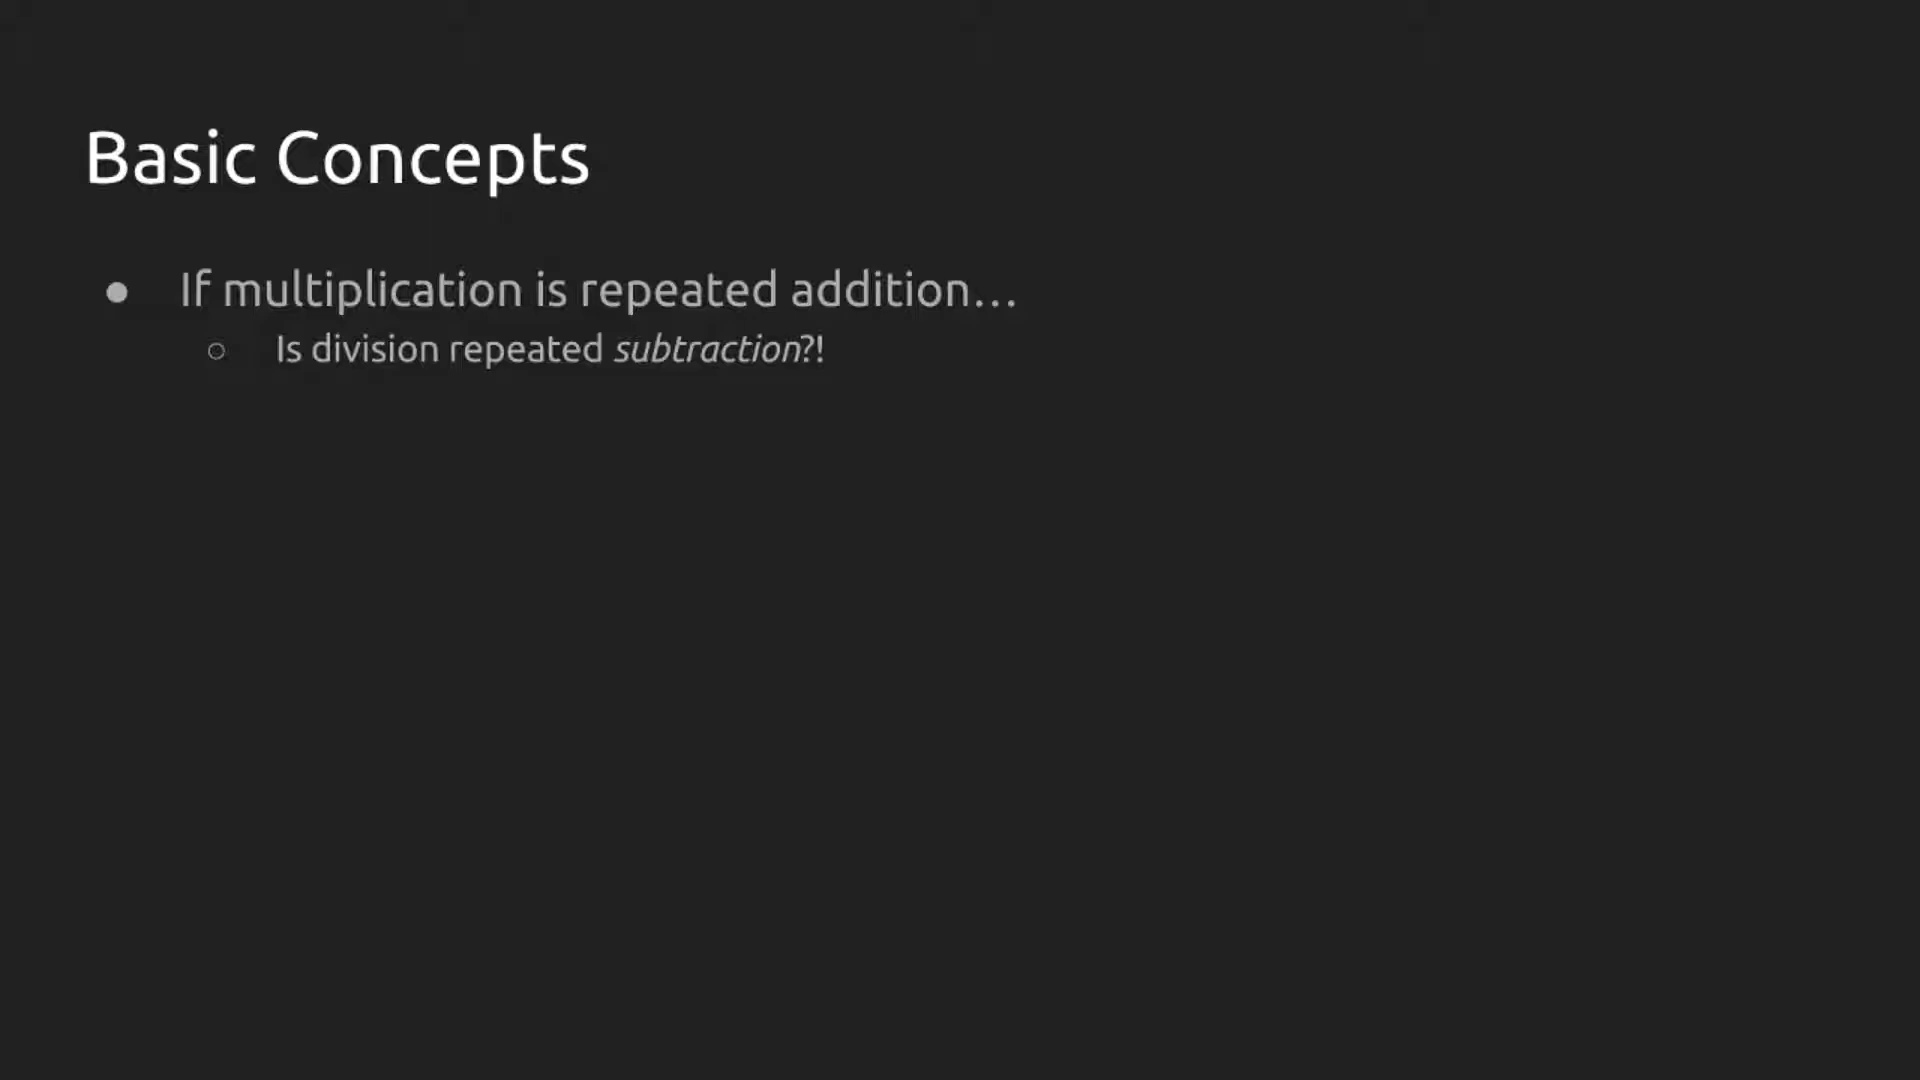 Basic Concepts
● If multiplication is repeated addition…
○ Is division repeated subtraction?!